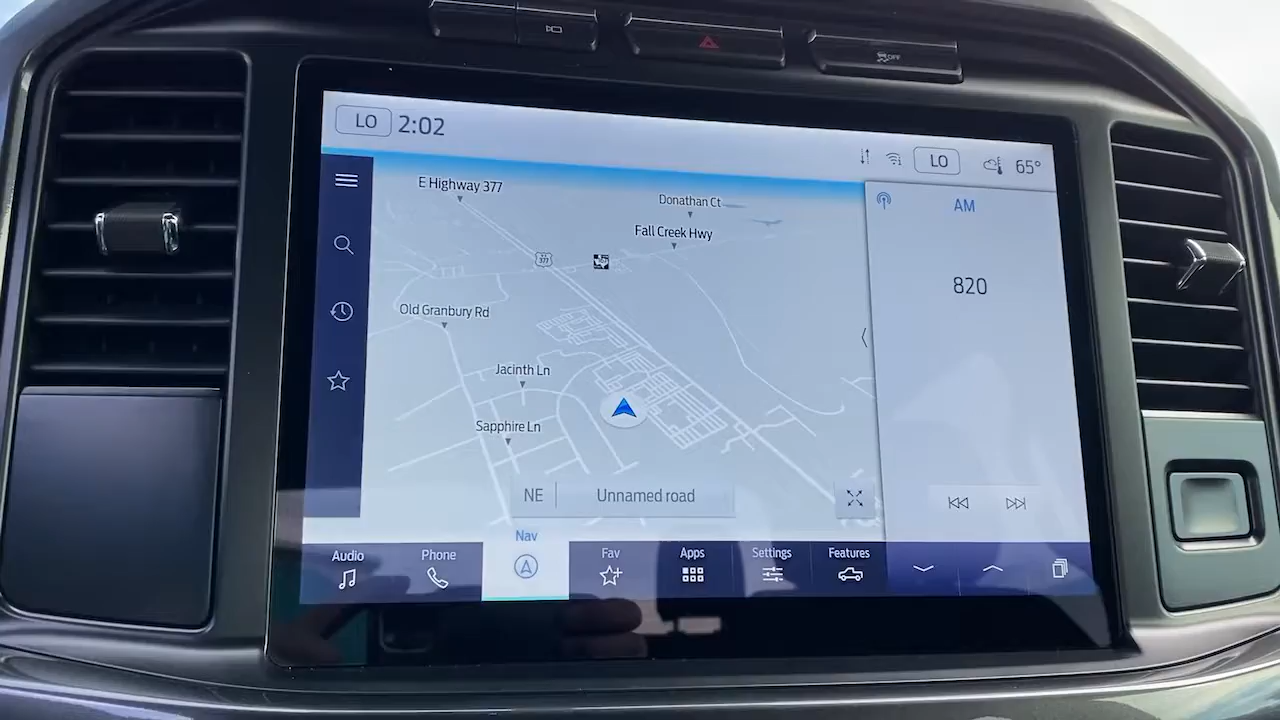 OFF
LO 2:02
LO 65°
E Highway 377
Donathan Ct
Fall Creek Hwy
377
Old Granbury Rd
Jacinth Ln
Sapphire Ln
NE Unnamed road
AM
820
Audio
Phone
Nav
Fav
Apps
Settings
Features